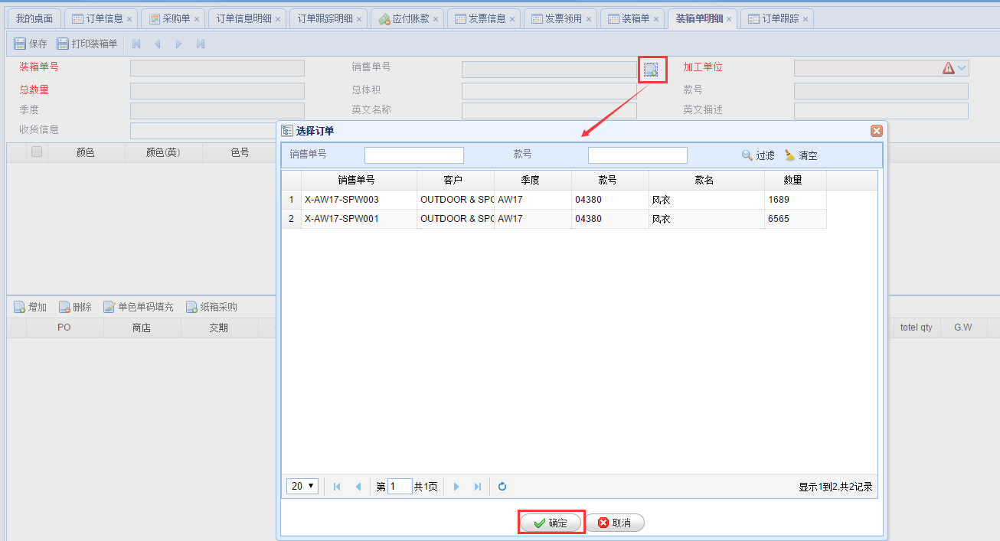 我的桌面 订单信息 采购单 订单信息明细 订单跟踪明细 应付账款 发票信息 发票领用 装箱单 装箱单明细 订单跟踪
保存 打印装箱单
装箱单号 销售单号 加工单位
总数量 总体积 款号
季度 英文名称 英文描述
收货信息
选择订单
销售单号 款号 过滤 清空
颜色 颜色(英) 色号
销售单号 客户 季度 款号 款名 数量
1 X-AW17-SPW003 OUTDOOR & SPO AW17 04380 风衣 1689
2 X-AW17-SPW001 OUTDOOR & SPO AW17 04380 风衣 6565
增加 删除 单色单码填充 纸箱采购
PO 商店 交期 totel qty G.W
20 第 1 共1页 显示1到2,共2记录
确定 取消